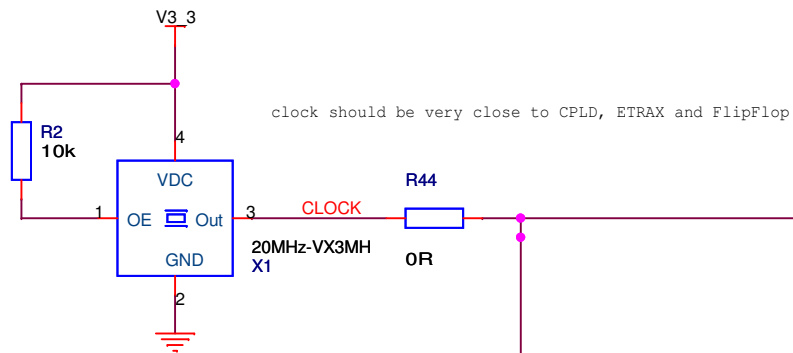 V3_3
clock should be very close to CPLD, ETRAX and FlipFlop
R2
10k
4
VDC
R44
1
OE
Out
3
CLOCK
GND
20MHz-VX3MH
X1
0R
2